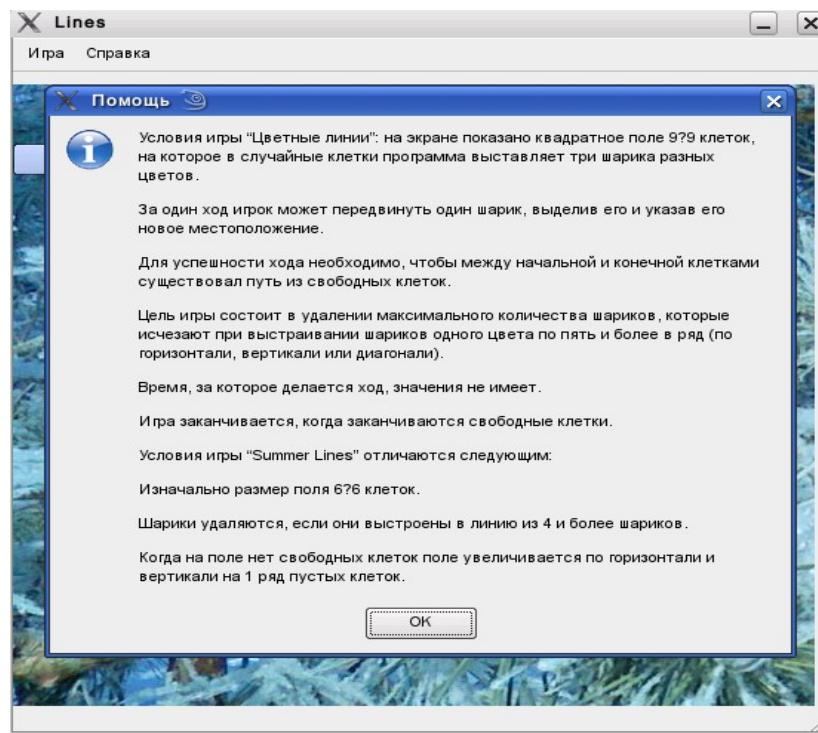 Lines
Игра Справка
Помощь
Условия игры “Цветные линии”: на экране показано квадратное поле 9?9 клеток,
на которое в случайные клетки программа выставляет три шарика разных
цветов.
За один ход игрок может передвинуть один шарик, выделив его и указав его
новое местоположение.
Для успешности хода необходимо, чтобы между начальной и конечной клетками
существовал путь из свободных клеток.
Цель игры состоит в удалении максимального количества шариков, которые
исчезают при выстраивании шариков одного цвета по пять и более в ряд (по
горизонтали, вертикали или диагонали).
Время, за которое делается ход, значения не имеет.
Игра заканчивается, когда заканчиваются свободные клетки.
Условия игры “Summer Lines” отличаются следующим:
Изначально размер поля 6?6 клеток.
Шарики удаляются, если они выстроены в линию из 4 и более шариков.
Когда на поле нет свободных клеток поле увеличивается по горизонтали и
вертикали на 1 ряд пустых клеток.
OK